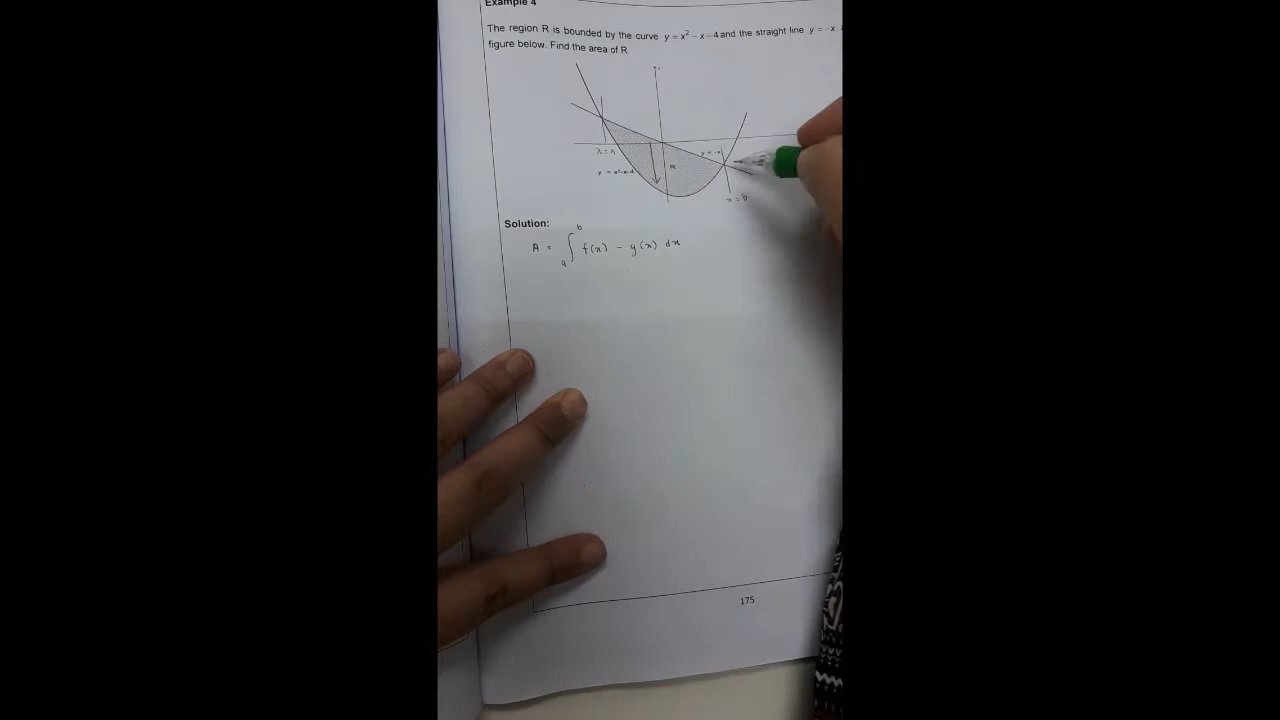 Example 4
The region R is bounded by the curve y = x² – x – 4 and the straight line y = –x
figure below. Find the area of R.
x = a
y = -x
R
y = x²-x-4
x = b
Solution:
A = ∫ₐᵇ f(x) - g(x) dx
175